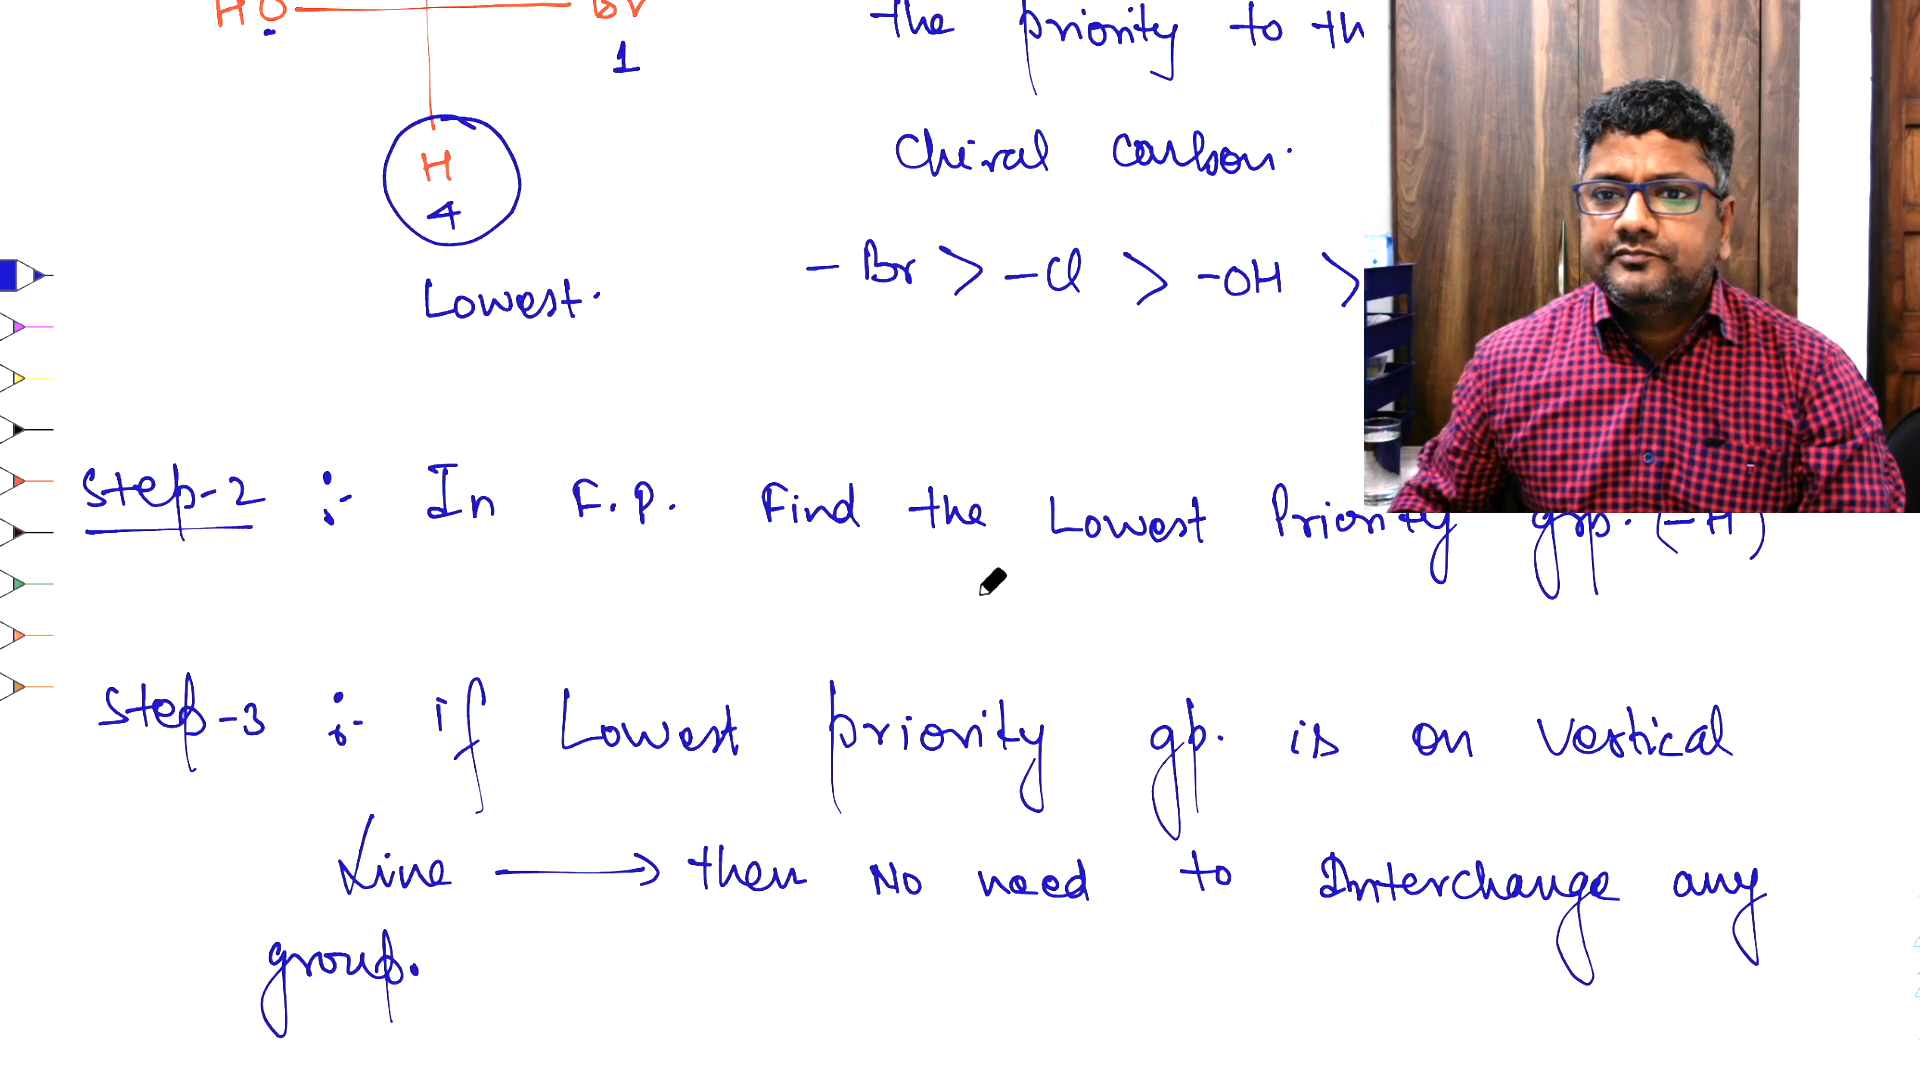 HO Br
1
the priority to th
H
4
Chiral carbon.
- Br > - Cl > - OH >
Lowest.
Step-2 :- In F.P. Find the Lowest Priority grp. (-H)
Step-3 :- if Lowest priority gp. is on Vertical
Line → then No need to Interchange any
group.